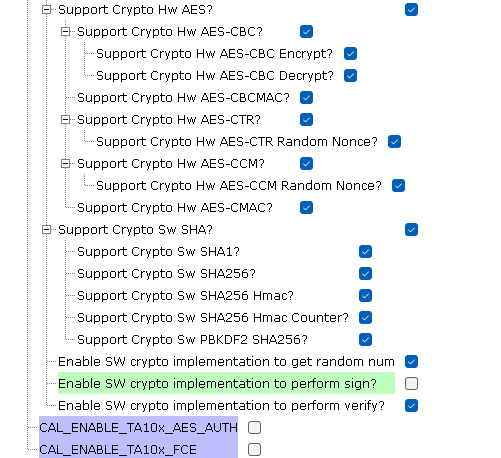 Support Crypto Hw AES?
Support Crypto Hw AES-CBC?
Support Crypto Hw AES-CBC Encrypt?
Support Crypto Hw AES-CBC Decrypt?
Support Crypto Hw AES-CBCMAC?
Support Crypto Hw AES-CTR?
Support Crypto Hw AES-CTR Random Nonce?
Support Crypto Hw AES-CCM?
Support Crypto Hw AES-CCM Random Nonce?
Support Crypto Hw AES-CMAC?
Support Crypto Sw SHA?
Support Crypto Sw SHA1?
Support Crypto Sw SHA256?
Support Crypto Sw SHA256 Hmac?
Support Crypto Sw SHA256 Hmac Counter?
Support Crypto Sw PBKDF2 SHA256?
Enable SW crypto implementation to get random num
Enable SW crypto implementation to perform sign?
Enable SW crypto implementation to perform verify?
CAL_ENABLE_TA10x_AES_AUTH
CAL_ENABLE_TA10x_FCE